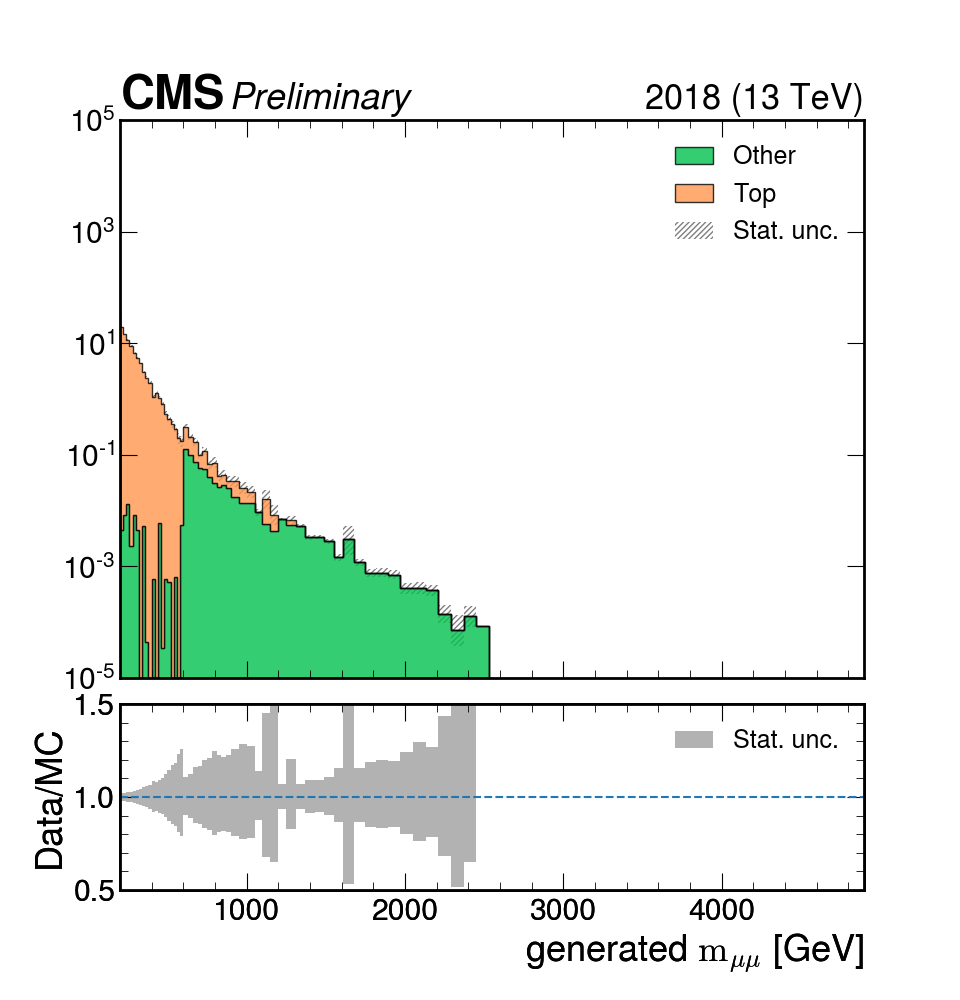 CMS Preliminary 2018 (13 TeV)
10^5
Other
Top
10^3
Stat. unc.
10^1
10^-1
10^-3
10^-5
1.5
Stat. unc.
Data/MC
1.0
0.5
1000 2000 3000 4000
generated m_μμ [GeV]